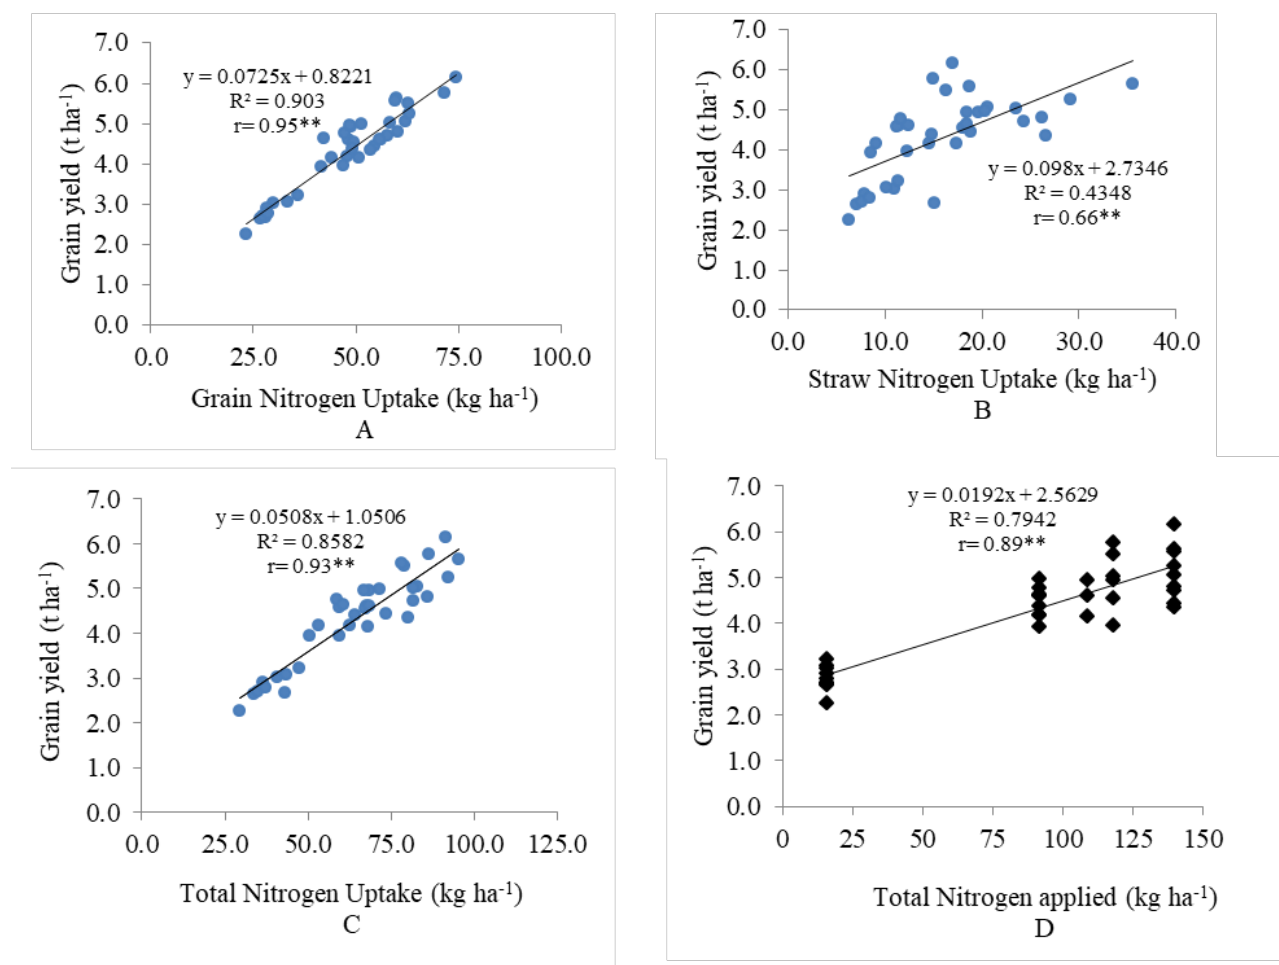 7.0
6.0
5.0
4.0
3.0
2.0
1.0
0.0
Grain yield (t ha-1)
y = 0.0725x + 0.8221
R² = 0.903
r= 0.95**
0.0 25.0 50.0 75.0 100.0
Grain Nitrogen Uptake (kg ha-1)
A
7.0
6.0
5.0
4.0
3.0
2.0
1.0
0.0
Grain yield (t ha-1)
y = 0.098x + 2.7346
R² = 0.4348
r= 0.66**
0.0 10.0 20.0 30.0 40.0
Straw Nitrogen Uptake (kg ha-1)
B
7.0
6.0
5.0
4.0
3.0
2.0
1.0
0.0
Grain yield (t ha-1)
y = 0.0508x + 1.0506
R² = 0.8582
r= 0.93**
0.0 25.0 50.0 75.0 100.0 125.0
Total Nitrogen Uptake (kg ha-1)
C
7.0
6.0
5.0
4.0
3.0
2.0
1.0
0.0
Grain yield (t ha-1)
y = 0.0192x + 2.5629
R² = 0.7942
r= 0.89**
0 25 50 75 100 125 150
Total Nitrogen applied (kg ha-1)
D